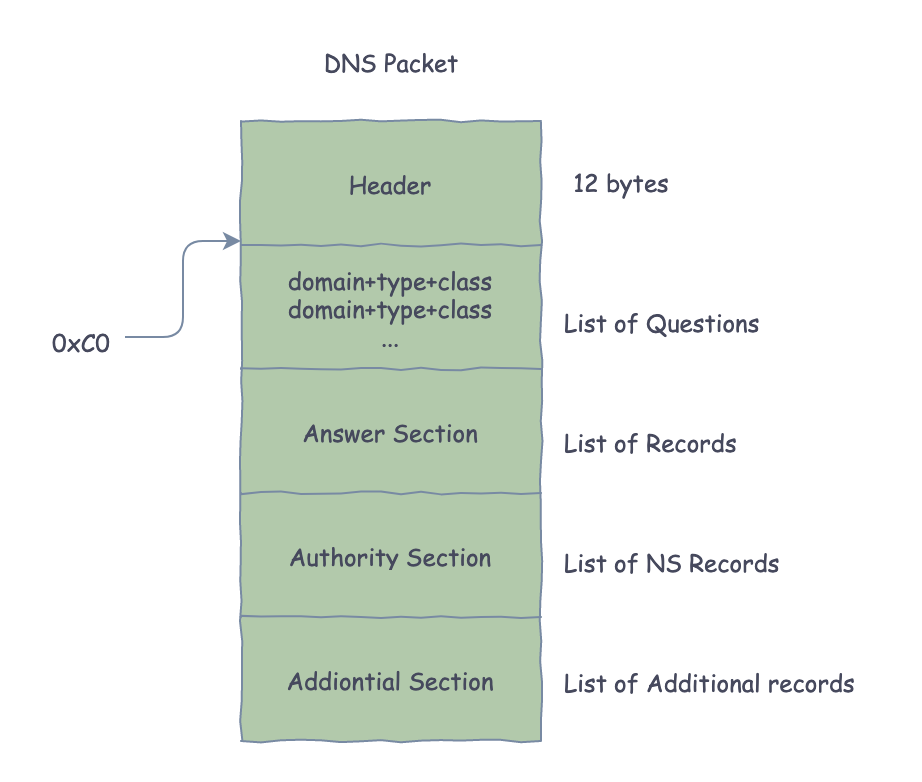 DNS Packet
Header
12 bytes
domain+type+class
domain+type+class
...
List of Questions
0xC0
Answer Section
List of Records
Authority Section
List of NS Records
Addiontial Section
List of Additional records